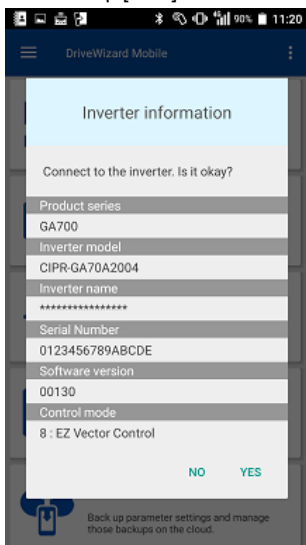 90% 11:20
DriveWizard Mobile
Inverter information
Connect to the inverter. Is it okay?
Product series
GA700
Inverter model
CIPR-GA70A2004
Inverter name
****************
Serial Number
0123456789ABCDE
Software version
00130
Control mode
8 : EZ Vector Control
NO YES
Back up parameter settings and manage
those backups on the cloud.